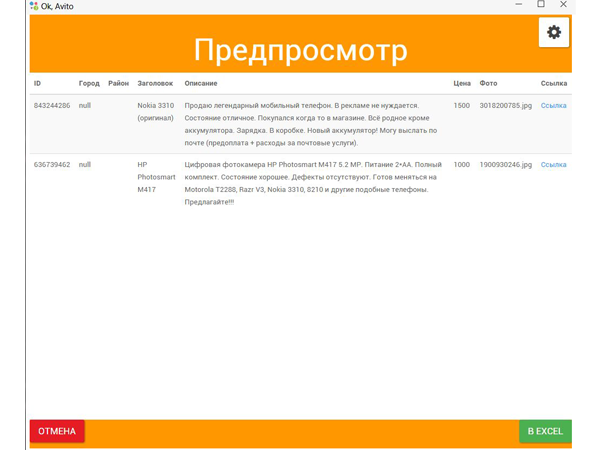 Ok, Avito
Предпросмотр
ID Город Район Заголовок Описание Цена Фото Ссылка
843244286 null Nokia 3310 Продаю легендарный мобильный телефон. В рекламе не нуждается. 1500 3018200785.jpg Ссылка
(оригинал) Состояние отличное. Покупался когда то в магазине. Всё родное кроме
аккумулятора. Зарядка. В коробке. Новый аккумулятор! Могу выслать по
почте (предоплата + расходы за почтовые услуги).
636739462 null HP Цифровая фотокамера HP Photosmart M417 5.2 MP. Питание 2*AA. Полный 1000 1900930246.jpg Ссылка
Photosmart комплект. Состояние хорошее. Дефекты отсутствуют. Готов меняться на
M417 Motorola T2288, Razr V3, Nokia 3310, 8210 и другие подобные телефоны.
Предлагайте!!!
ОТМЕНА В EXCEL